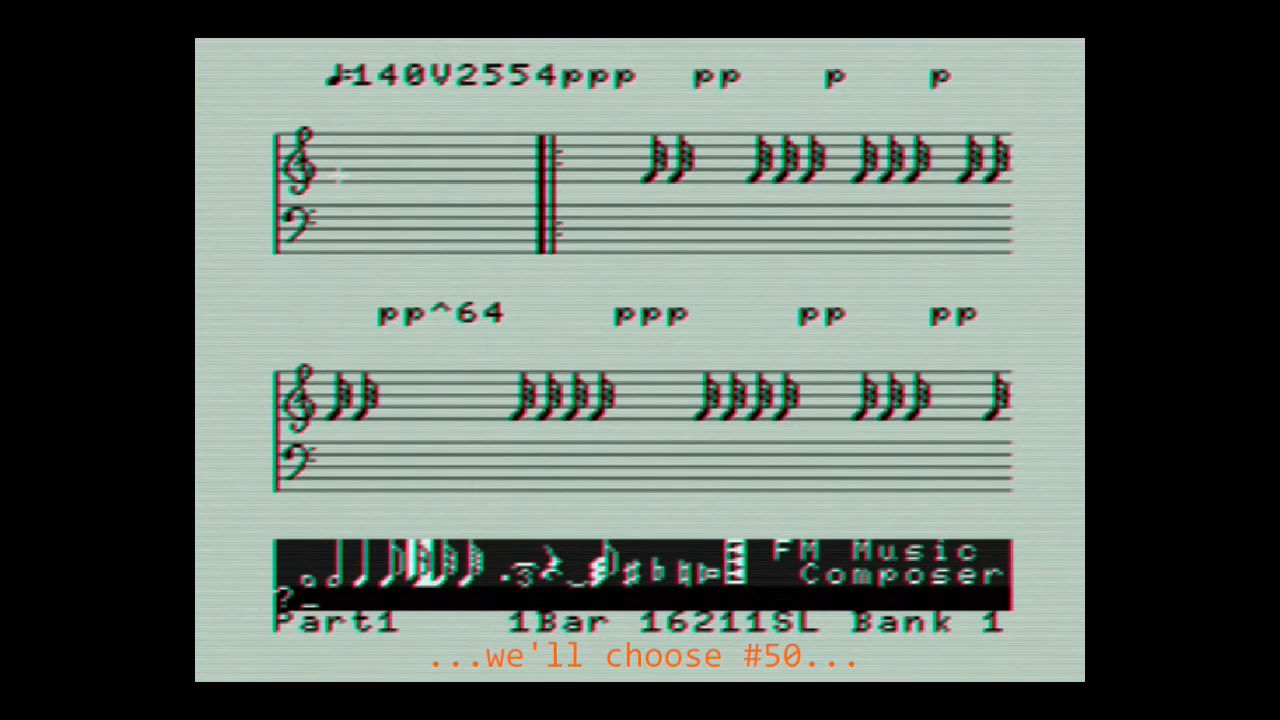 ♩=140V2554ppp pp p p
pp^64 ppp pp pp
FM Music
Composer
?_
Part1 1Bar 16211SL Bank 1
...we'll choose #50...